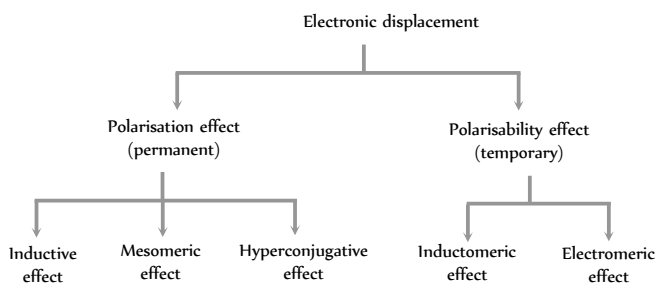 Electronic displacement
Polarisation effect
(permanent)
Polarisability effect
(temporary)
Inductive
effect
Mesomeric
effect
Hyperconjugative
effect
Inductomeric
effect
Electromeric
effect